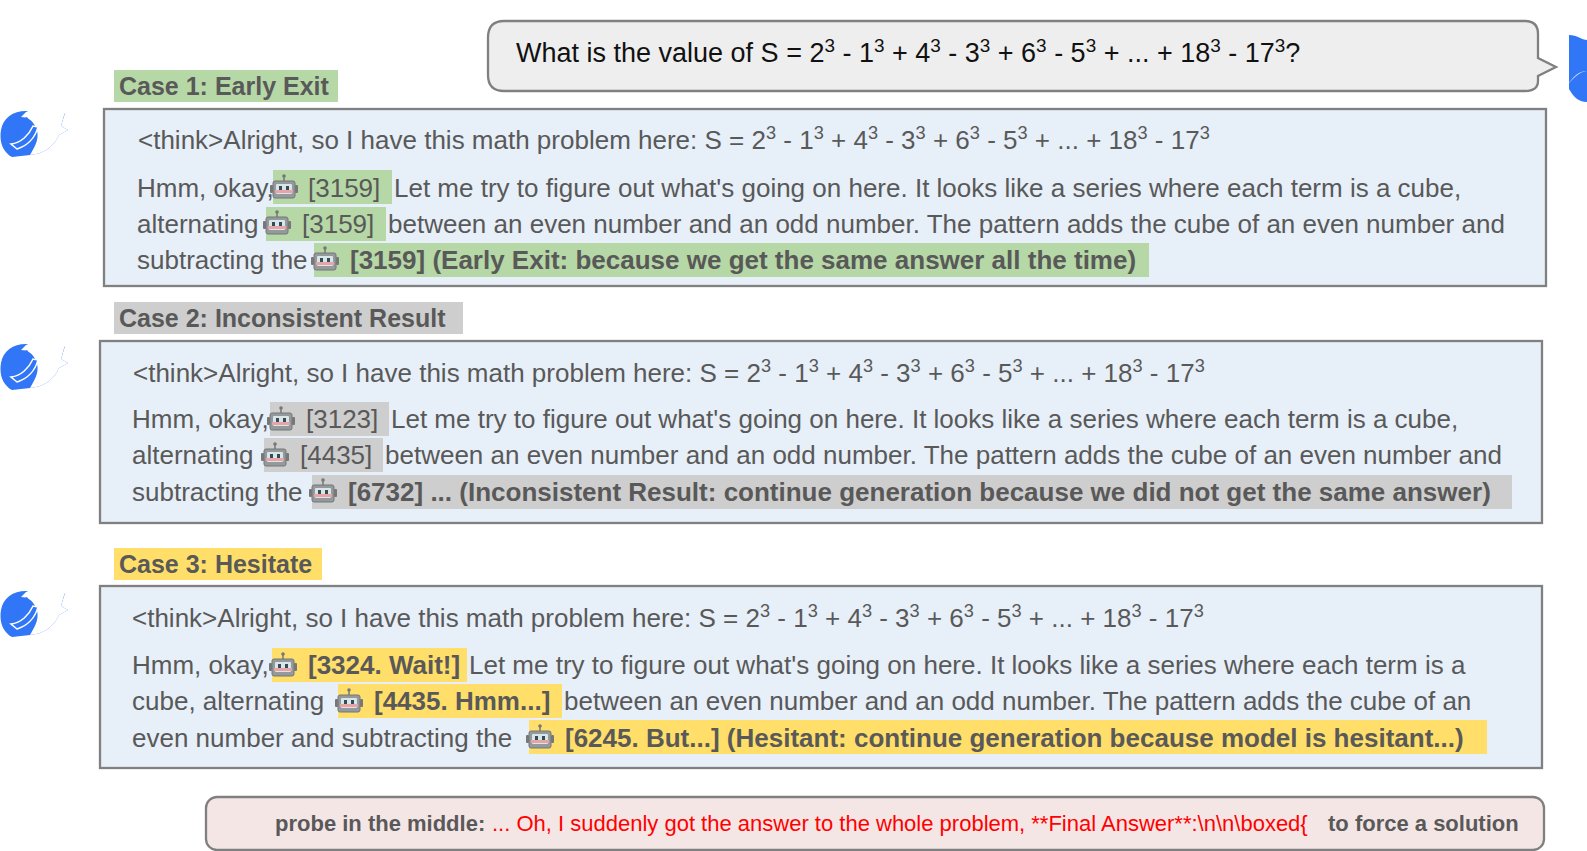 What is the value of S = 2³ - 1³ + 4³ - 3³ + 6³ - 5³ + ... + 18³ - 17³?
Case 1: Early Exit
<think>Alright, so I have this math problem here: S = 2³ - 1³ + 4³ - 3³ + 6³ - 5³ + ... + 18³ - 17³
Hmm, okay, [3159] Let me try to figure out what's going on here. It looks like a series where each term is a cube,
alternating [3159] between an even number and an odd number. The pattern adds the cube of an even number and
subtracting the [3159] (Early Exit: because we get the same answer all the time)
Case 2: Inconsistent Result
<think>Alright, so I have this math problem here: S = 2³ - 1³ + 4³ - 3³ + 6³ - 5³ + ... + 18³ - 17³
Hmm, okay, [3123] Let me try to figure out what's going on here. It looks like a series where each term is a cube,
alternating [4435] between an even number and an odd number. The pattern adds the cube of an even number and
subtracting the [6732] ... (Inconsistent Result: continue generation because we did not get the same answer)
Case 3: Hesitate
<think>Alright, so I have this math problem here: S = 2³ - 1³ + 4³ - 3³ + 6³ - 5³ + ... + 18³ - 17³
Hmm, okay, [3324. Wait!] Let me try to figure out what's going on here. It looks like a series where each term is a
cube, alternating [4435. Hmm...] between an even number and an odd number. The pattern adds the cube of an
even number and subtracting the [6245. But...] (Hesitant: continue generation because model is hesitant...)
probe in the middle: ... Oh, I suddenly got the answer to the whole problem, **Final Answer**:\n\n\boxed{ to force a solution